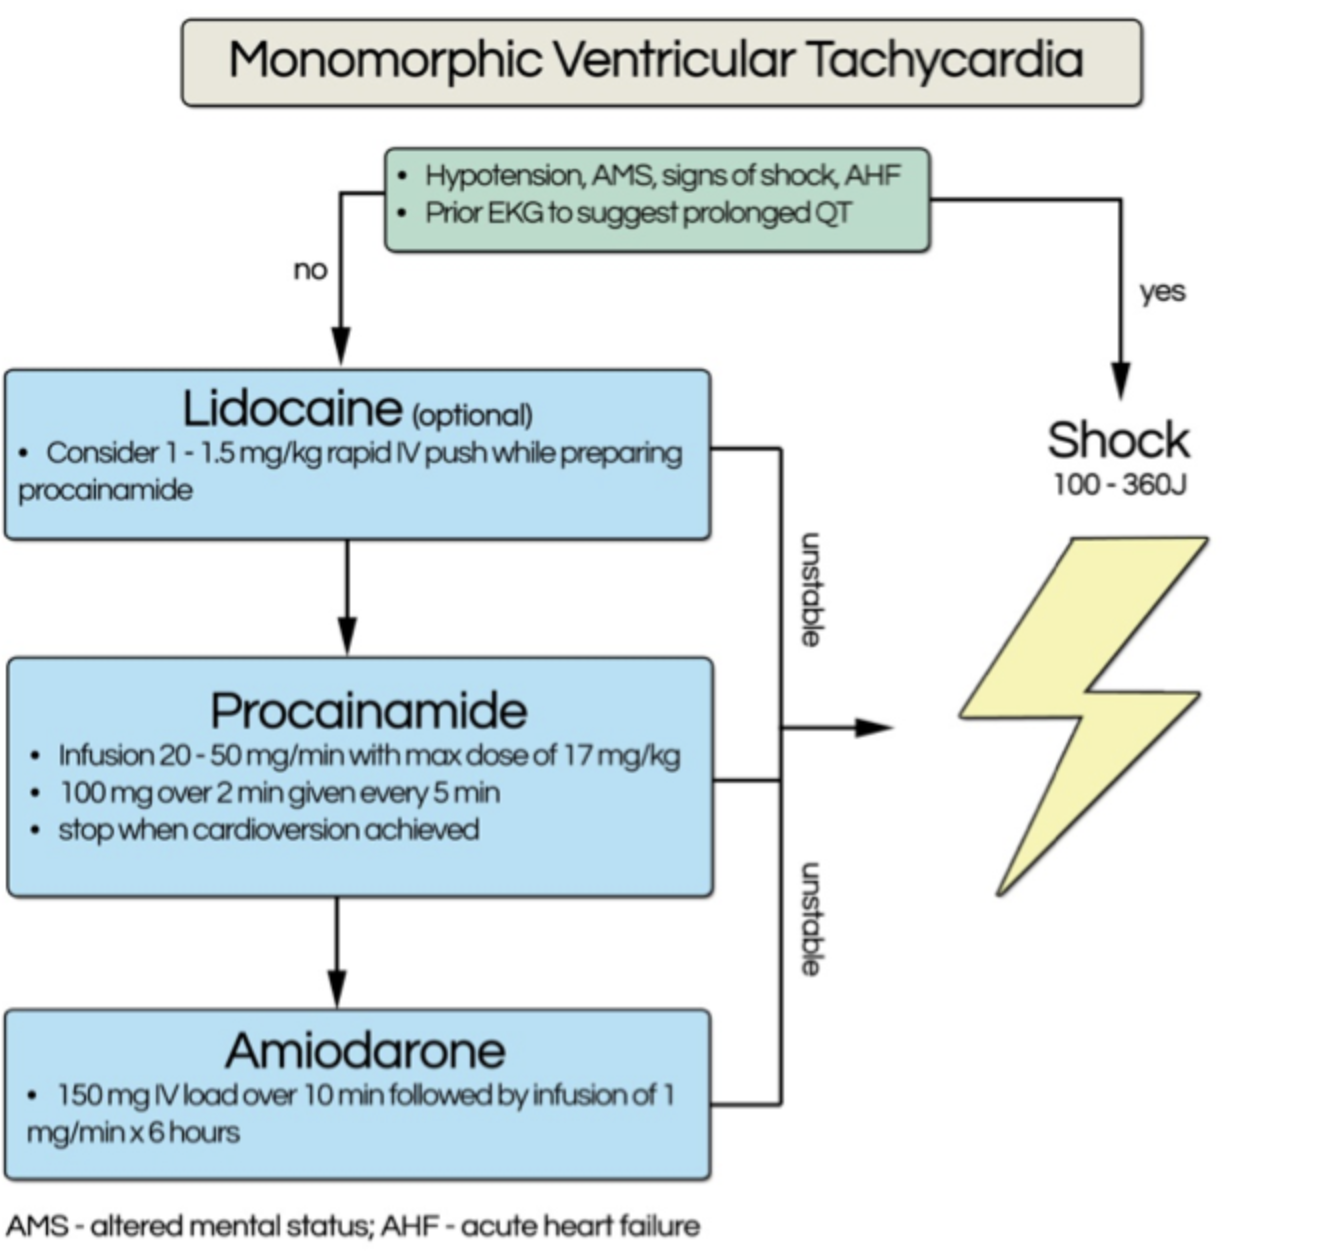 Monomorphic Ventricular Tachycardia
• Hypotension, AMS, signs of shock, AHF
• Prior EKG to suggest prolonged QT
no
yes
Lidocaine (optional)
• Consider 1 - 1.5 mg/kg rapid IV push while preparing
procainamide
Shock
100 - 360J
unstable
Procainamide
• Infusion 20 - 50 mg/min with max dose of 17 mg/kg
• 100 mg over 2 min given every 5 min
• stop when cardioversion achieved
unstable
Amiodarone
• 150 mg IV load over 10 min followed by infusion of 1
mg/min x 6 hours
AMS - altered mental status; AHF - acute heart failure